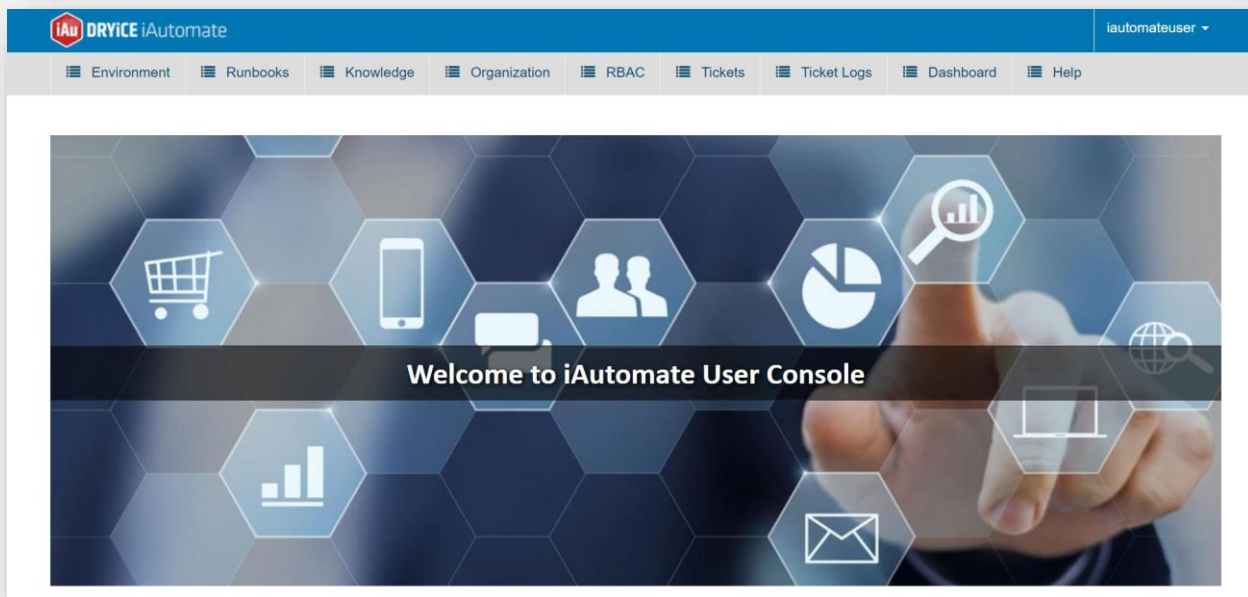 iAu DRYiCE iAutomate iautomateuser
Environment Runbooks Knowledge Organization RBAC Tickets Ticket Logs Dashboard Help
Welcome to iAutomate User Console